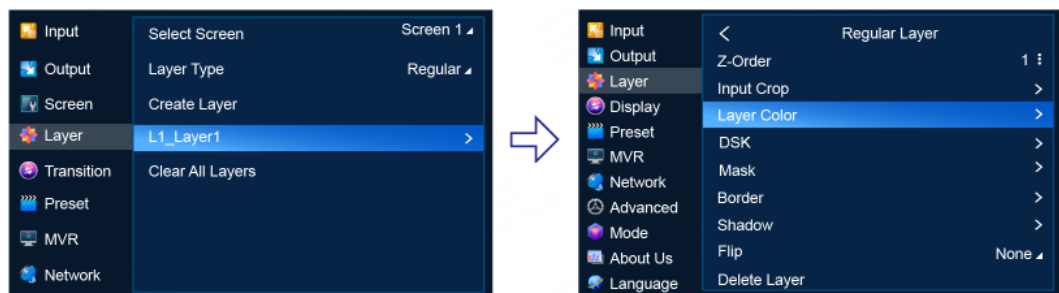 Input
Output
Screen
Layer
Transition
Preset
MVR
Network
Select Screen Screen 1
Layer Type Regular
Create Layer
L1_Layer1 >
Clear All Layers
Input
Output
Layer
Display
Preset
MVR
Network
Advanced
Mode
About Us
Language
< Regular Layer
Z-Order 1
Input Crop >
Layer Color >
DSK >
Mask >
Border >
Shadow >
Flip None
Delete Layer